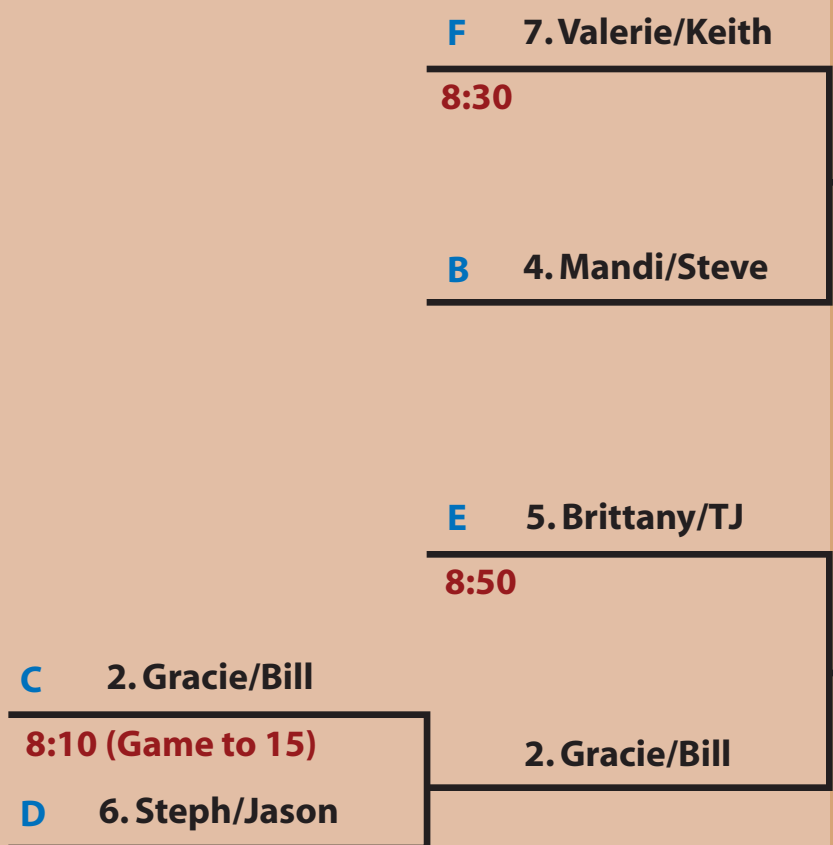 F 7. Valerie/Keith
8:30
B 4. Mandi/Steve
E 5. Brittany/TJ
8:50
C 2. Gracie/Bill
8:10 (Game to 15)
2. Gracie/Bill
D 6. Steph/Jason